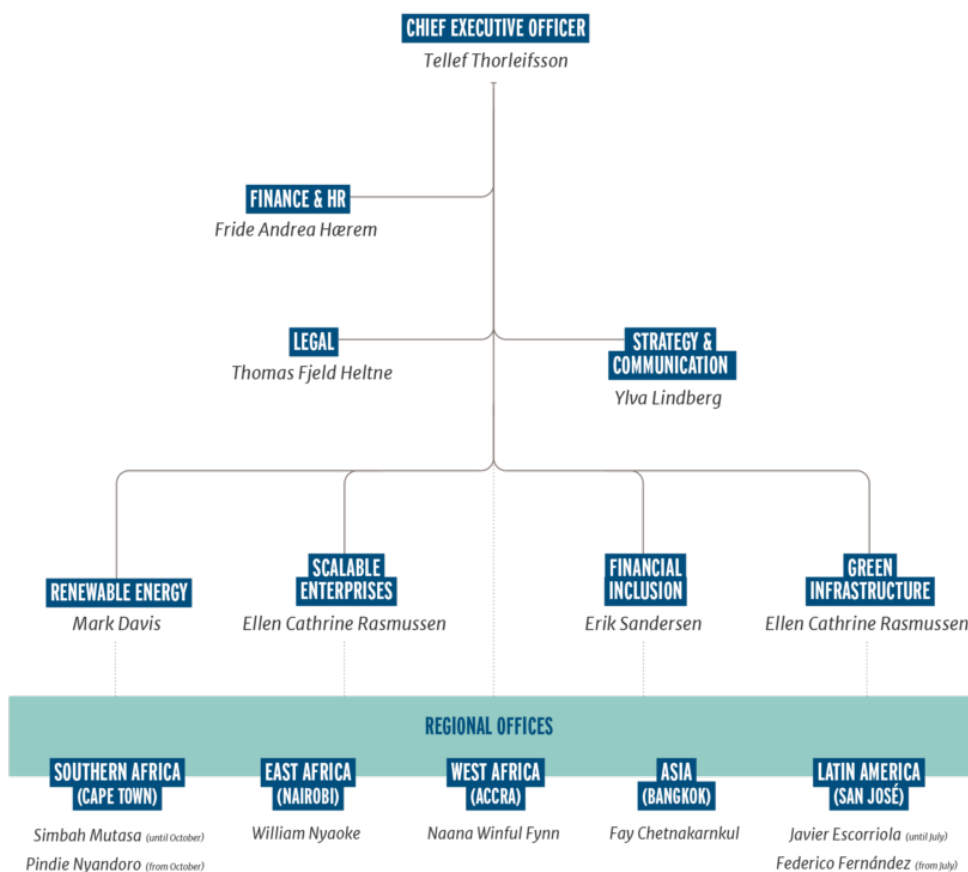 CHIEF EXECUTIVE OFFICER
Tellef Thorleifsson
FINANCE & HR
Fride Andrea Hærem
LEGAL
Thomas Fjeld Heltne
STRATEGY &
COMMUNICATION
Ylva Lindberg
RENEWABLE ENERGY
Mark Davis
SCALABLE
ENTERPRISES
Ellen Cathrine Rasmussen
FINANCIAL
INCLUSION
Erik Sandersen
GREEN
INFRASTRUCTURE
Ellen Cathrine Rasmussen
REGIONAL OFFICES
SOUTHERN AFRICA
(CAPE TOWN)
Simbah Mutasa (until October)
Pindie Nyandoro (from October)
EAST AFRICA
(NAIROBI)
William Nyaoke
WEST AFRICA
(ACCRA)
Naana Winful Fynn
ASIA
(BANGKOK)
Fay Chetnakarnkul
LATIN AMERICA
(SAN JOSÉ)
Javier Escorriola (until July)
Federico Fernández (from July)